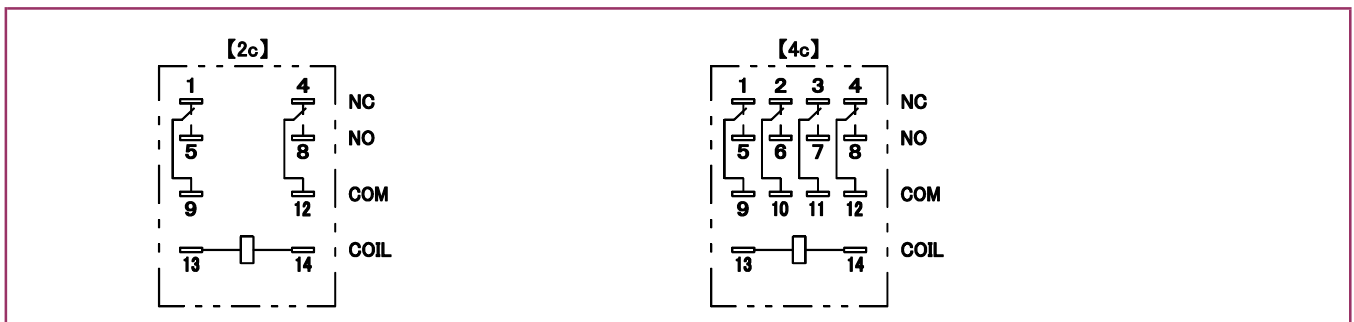 【2c】
1 4
NC
NO
5 8
COM
9 12
COIL
13 14
【4c】
1 2 3 4
NC
NO
5 6 7 8
COM
9 10 11 12
COIL
13 14